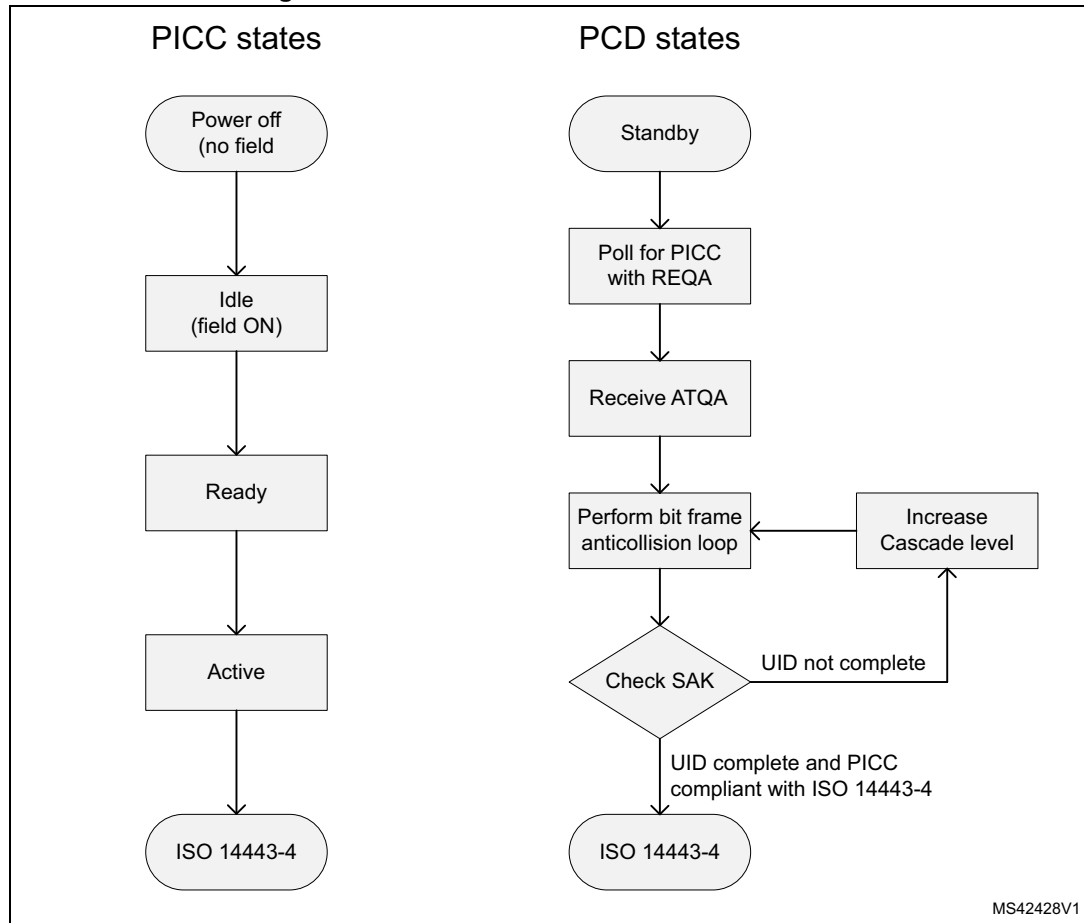 PICC states
PCD states
Power off
(no field
Idle
(field ON)
Ready
Active
ISO 14443-4
Standby
Poll for PICC
with REQA
Receive ATQA
Perform bit frame
anticollision loop
Increase
Cascade level
Check SAK
UID not complete
UID complete and PICC
compliant with ISO 14443-4
ISO 14443-4
MS42428V1